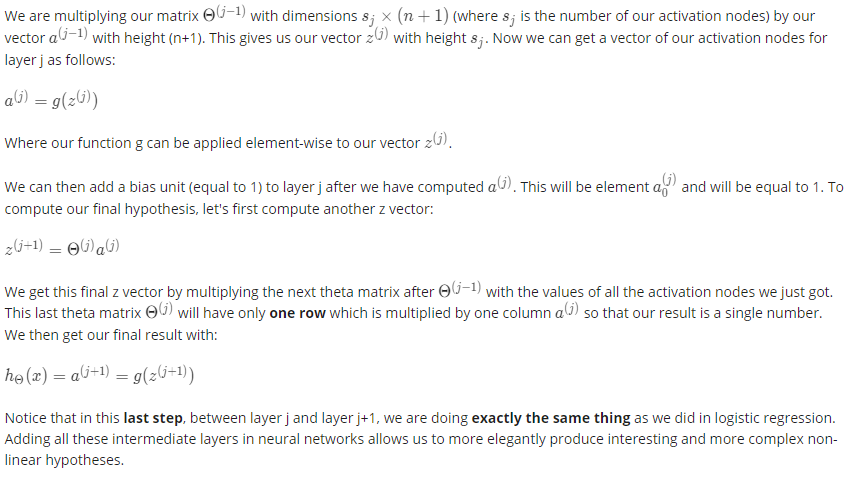 We are multiplying our matrix Θ^(j−1) with dimensions s_j × (n + 1) (where s_j is the number of our activation nodes) by our
vector a^(j−1) with height (n+1). This gives us our vector z^(j) with height s_j. Now we can get a vector of our activation nodes for
layer j as follows:
a^(j) = g(z^(j))
Where our function g can be applied element-wise to our vector z^(j).
We can then add a bias unit (equal to 1) to layer j after we have computed a^(j). This will be element a_0^(j) and will be equal to 1. To
compute our final hypothesis, let's first compute another z vector:
z^(j+1) = Θ^(j)a^(j)
We get this final z vector by multiplying the next theta matrix after Θ^(j−1) with the values of all the activation nodes we just got.
This last theta matrix Θ^(j) will have only one row which is multiplied by one column a^(j) so that our result is a single number.
We then get our final result with:
h_Θ(x) = a^(j+1) = g(z^(j+1))
Notice that in this last step, between layer j and layer j+1, we are doing exactly the same thing as we did in logistic regression.
Adding all these intermediate layers in neural networks allows us to more elegantly produce interesting and more complex non-
linear hypotheses.